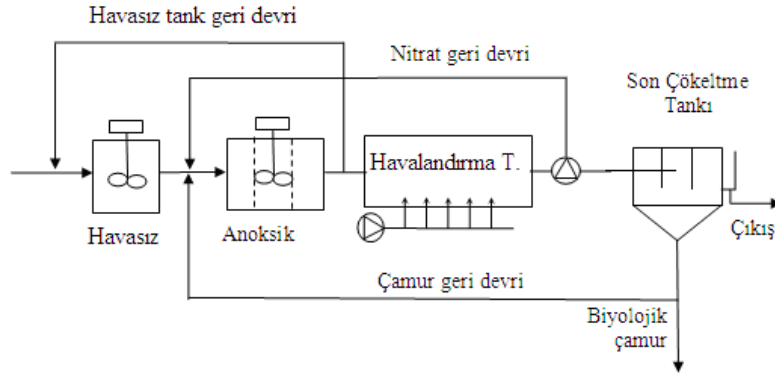 Havasız tank geri devri
Nitrat geri devri
Son Çökeltme
Tankı
Havalandırma T.
Havasız
Anoksik
Çıkış
Çamur geri devri
Biyolojik
çamur